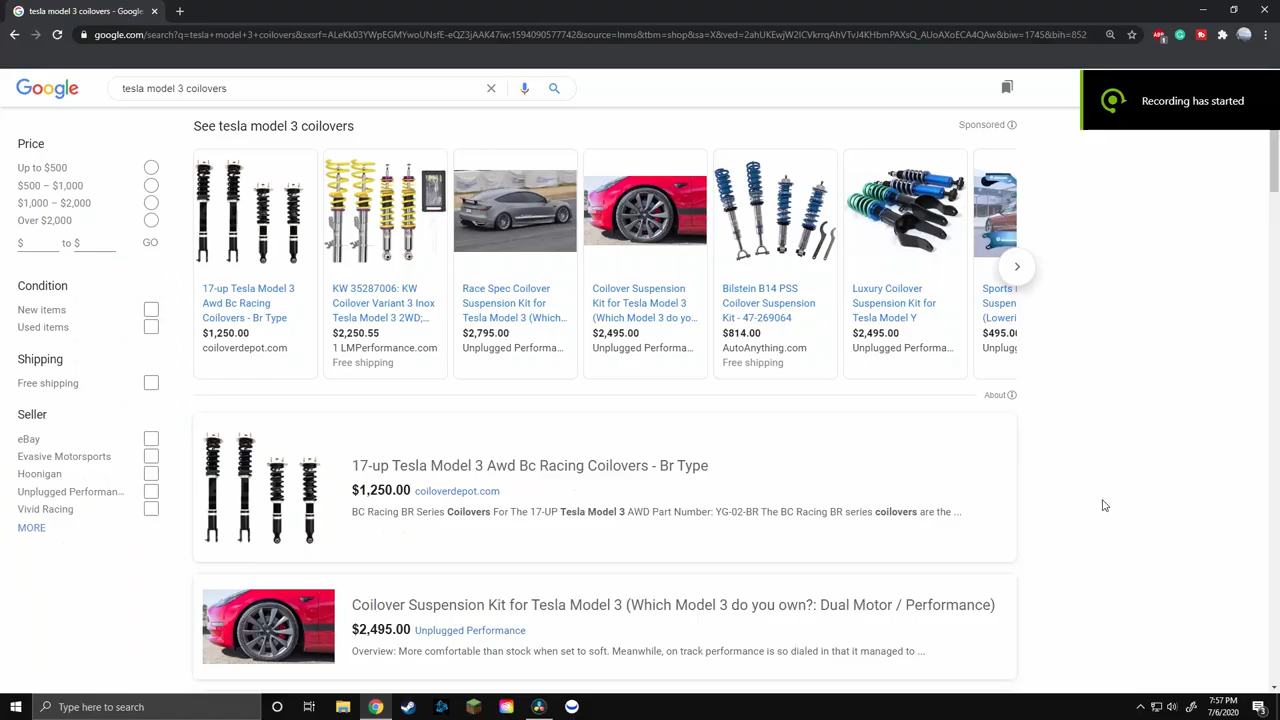 tesla model 3 coilovers - Google
google.com/search?q=tesla+model+3+coilovers&sxsrf=ALeKk03YWpEGMYwoUNsfE-eQZ3jAAK47iw:1594090577742&source=lnms&tbm=shop&sa=X&ved=2ahUKEwjW2ICVkrrqAhVTvJ4KHbmPAXsQ_AUoAXoECA4QAw&biw=1745&bih=852
Google
tesla model 3 coilovers
Recording has started
See tesla model 3 coilovers
Sponsored
Price
Up to $500
$500 – $1,000
$1,000 – $2,000
Over $2,000
$ to $ GO
Condition
New items
Used items
Shipping
Free shipping
Seller
eBay
Evasive Motorsports
Hoonigan
Unplugged Performan...
Vivid Racing
MORE
17-up Tesla Model 3
Awd Bc Racing
Coilovers - Br Type
$1,250.00
coiloverdepot.com
KW 35287006: KW
Coilover Variant 3 Inox
Tesla Model 3 2WD;...
$2,250.55
1 LMPerformance.com
Free shipping
Race Spec Coilover
Suspension Kit for
Tesla Model 3 (Which...
$2,795.00
Unplugged Performa...
Coilover Suspension
Kit for Tesla Model 3
(Which Model 3 do yo...
$2,495.00
Unplugged Performa...
Bilstein B14 PSS
Coilover Suspension
Kit - 47-269064
$814.00
AutoAnything.com
Free shipping
Luxury Coilover
Suspension Kit for
Tesla Model Y
$2,495.00
Unplugged Performa...
Sports
Suspen
(Loweri
$495.0
Unplugg
About
17-up Tesla Model 3 Awd Bc Racing Coilovers - Br Type
$1,250.00 coiloverdepot.com
BC Racing BR Series Coilovers For The 17-UP Tesla Model 3 AWD Part Number: YG-02-BR The BC Racing BR series coilovers are the ...
Coilover Suspension Kit for Tesla Model 3 (Which Model 3 do you own?: Dual Motor / Performance)
$2,495.00 Unplugged Performance
Overview: More comfortable than stock when set to soft. Meanwhile, on track performance is so dialed in that it managed to ...
Type here to search
7:57 PM
7/6/2020